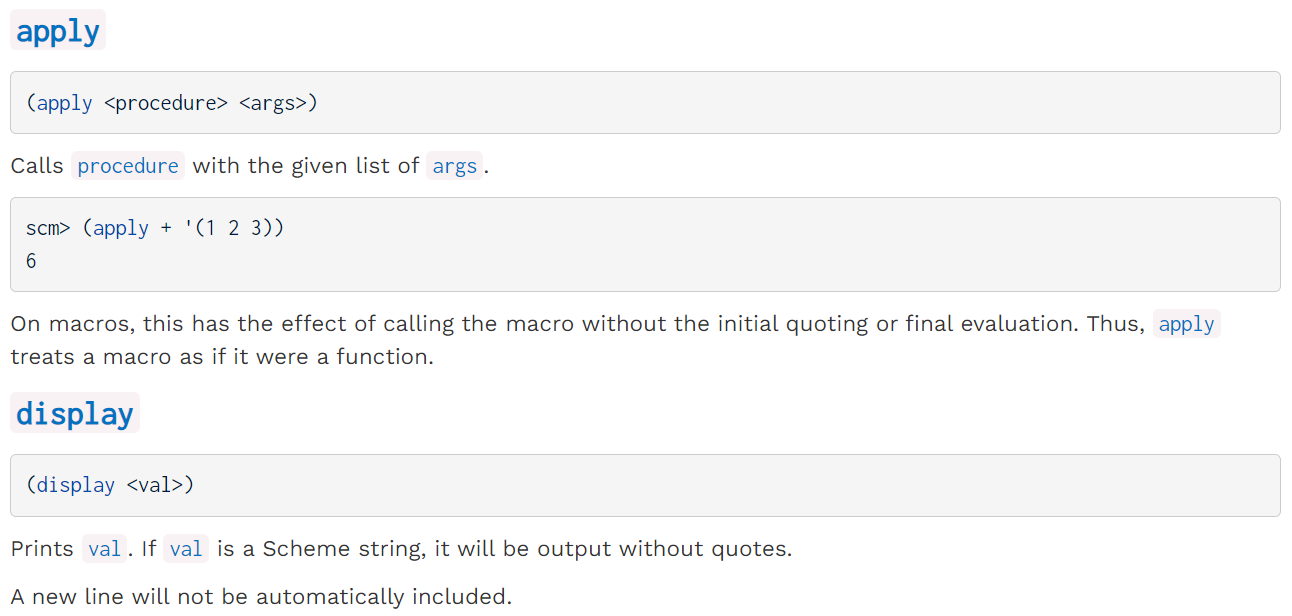 apply
(apply <procedure> <args>)
Calls procedure with the given list of args.
scm> (apply + '(1 2 3))
6
On macros, this has the effect of calling the macro without the initial quoting or final evaluation. Thus, apply
treats a macro as if it were a function.
display
(display <val>)
Prints val. If val is a Scheme string, it will be output without quotes.
A new line will not be automatically included.